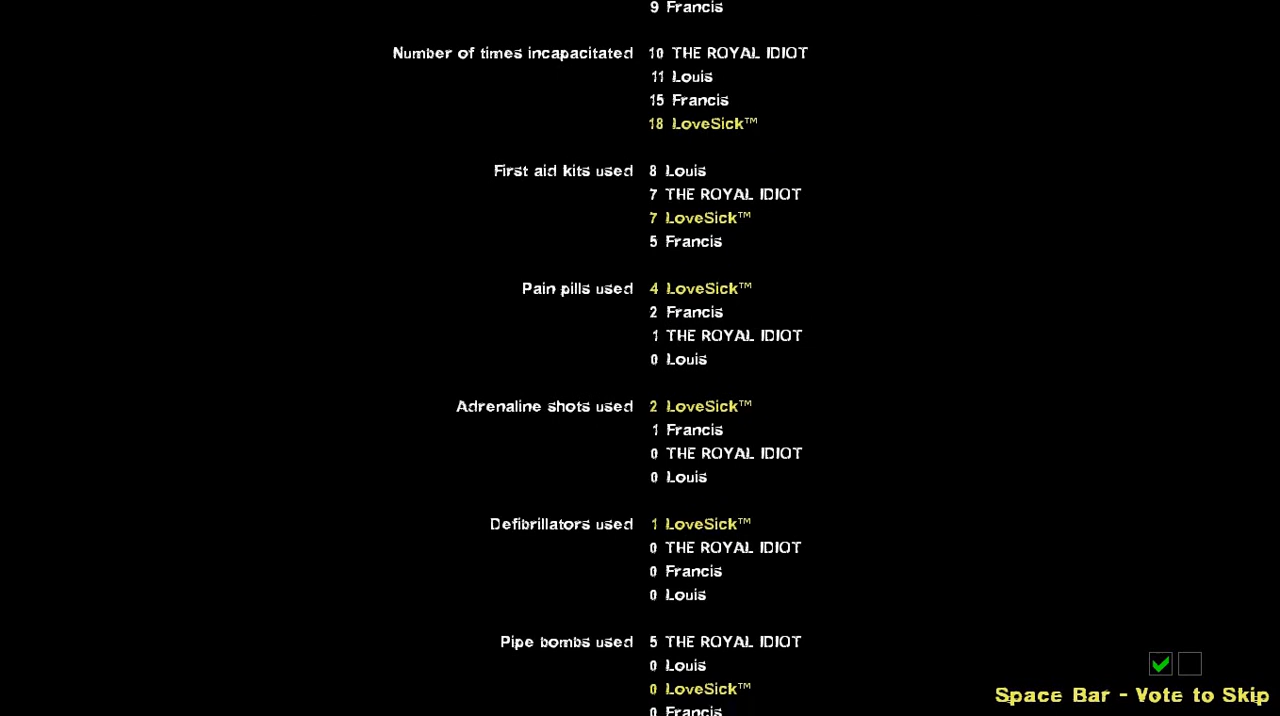 9 Francis
Number of times incapacitated 10 THE ROYAL IDIOT
11 Louis
15 Francis
18 LoveSick™
First aid kits used 8 Louis
7 THE ROYAL IDIOT
7 LoveSick™
5 Francis
Pain pills used 4 LoveSick™
2 Francis
1 THE ROYAL IDIOT
0 Louis
Adrenaline shots used 2 LoveSick™
1 Francis
0 THE ROYAL IDIOT
0 Louis
Defibrillators used 1 LoveSick™
0 THE ROYAL IDIOT
0 Francis
0 Louis
Pipe bombs used 5 THE ROYAL IDIOT
0 Louis
0 LoveSick™
0 Francis
Space Bar - Vote to Skip